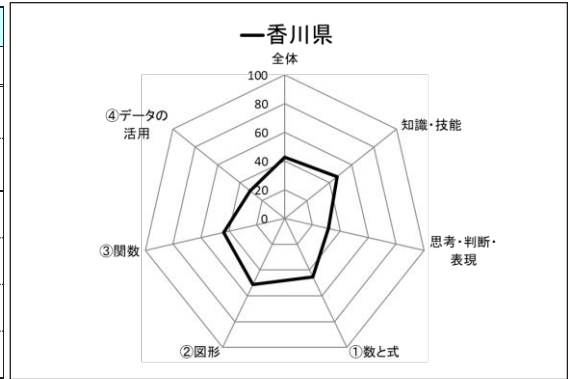 香川県
全体
100
80
60
40
20
0
知識・技能
思考・判断・
表現
①数と式
②図形
③関数
④データの
活用